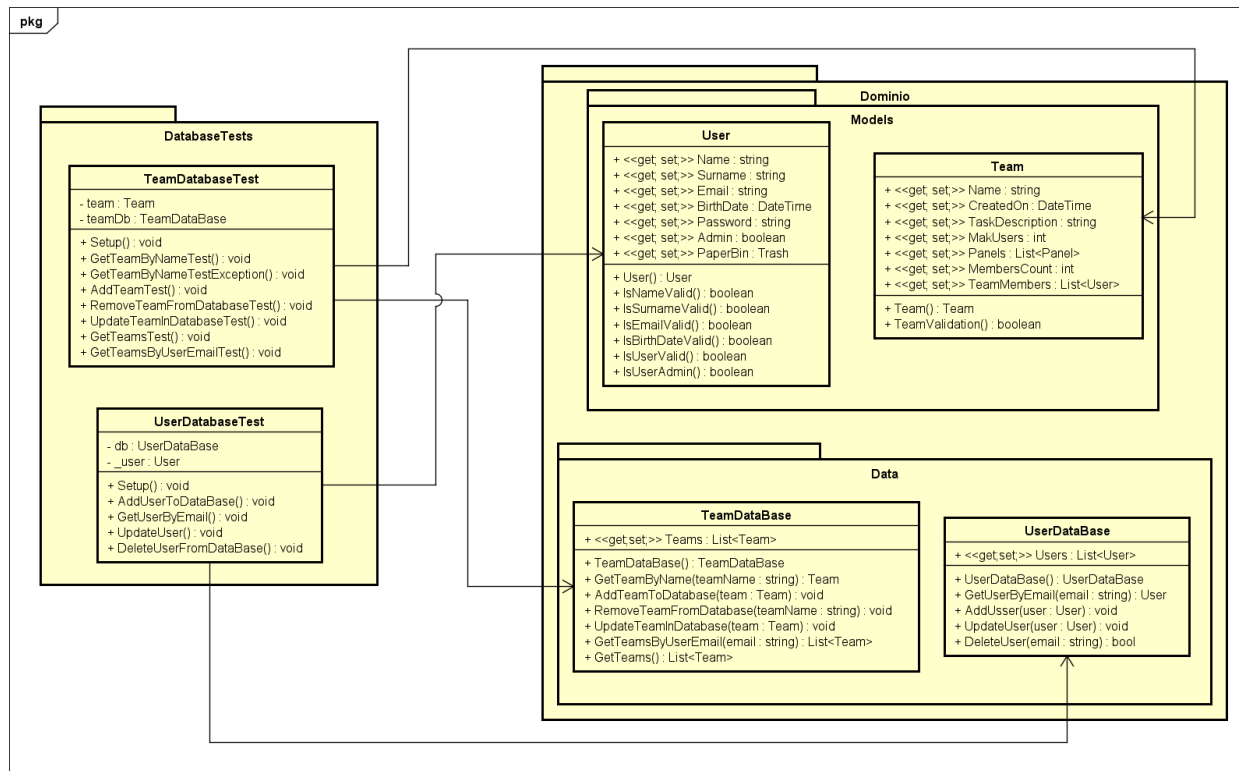 pkg
DatabaseTests
TeamDatabaseTest
- team : Team
- teamDb : TeamDataBase
+ Setup() : void
+ GetTeamByNameTest() : void
+ GetTeamByNameTestException() : void
+ AddTeamTest() : void
+ RemoveTeamFromDatabaseTest() : void
+ UpdateTeamInDatabaseTest() : void
+ GetTeamsTest() : void
+ GetTeamsByUserEmailTest() : void
UserDatabaseTest
- db : UserDataBase
- _user : User
+ Setup() : void
+ AddUserToDataBase() : void
+ GetUserByEmail() : void
+ UpdateUser() : void
+ DeleteUserFromDataBase() : void
Dominio
Models
User
+ <<get; set;>> Name : string
+ <<get; set;>> Surname : string
+ <<get; set;>> Email : string
+ <<get; set;>> BirthDate : DateTime
+ <<get; set;>> Password : string
+ <<get; set;>> Admin : boolean
+ <<get; set;>> PaperBin : Trash
+ User() : User
+ IsNameValid() : boolean
+ IsSurnameValid() : boolean
+ IsEmailValid() : boolean
+ IsBirthDateValid() : boolean
+ IsUserValid() : boolean
+ IsUserAdmin() : boolean
Team
+ <<get; set;>> Name : string
+ <<get; set;>> CreatedOn : DateTime
+ <<get; set;>> TaskDescription : string
+ <<get; set;>> MakUsers : int
+ <<get; set;>> Panels : List<Panel>
+ <<get; set;>> MembersCount : int
+ <<get; set;>> TeamMembers : List<User>
+ Team() : Team
+ TeamValidation() : boolean
Data
TeamDataBase
+ <<get;set;>> Teams : List<Team>
+ TeamDataBase() : TeamDataBase
+ GetTeamByName(teamName : string) : Team
+ AddTeamToDatabase(team : Team) : void
+ RemoveTeamFromDatabase(teamName : string) : void
+ UpdateTeamInDatabase(team : Team) : void
+ GetTeamsByUserEmail(email : string) : List<Team>
+ GetTeams() : List<Team>
UserDataBase
+ <<get;set;>> Users : List<User>
+ UserDataBase() : UserDataBase
+ GetUserByEmail(email : string) : User
+ AddUsser(user : User) : void
+ UpdateUser(user : User) : void
+ DeleteUser(email : string) : bool